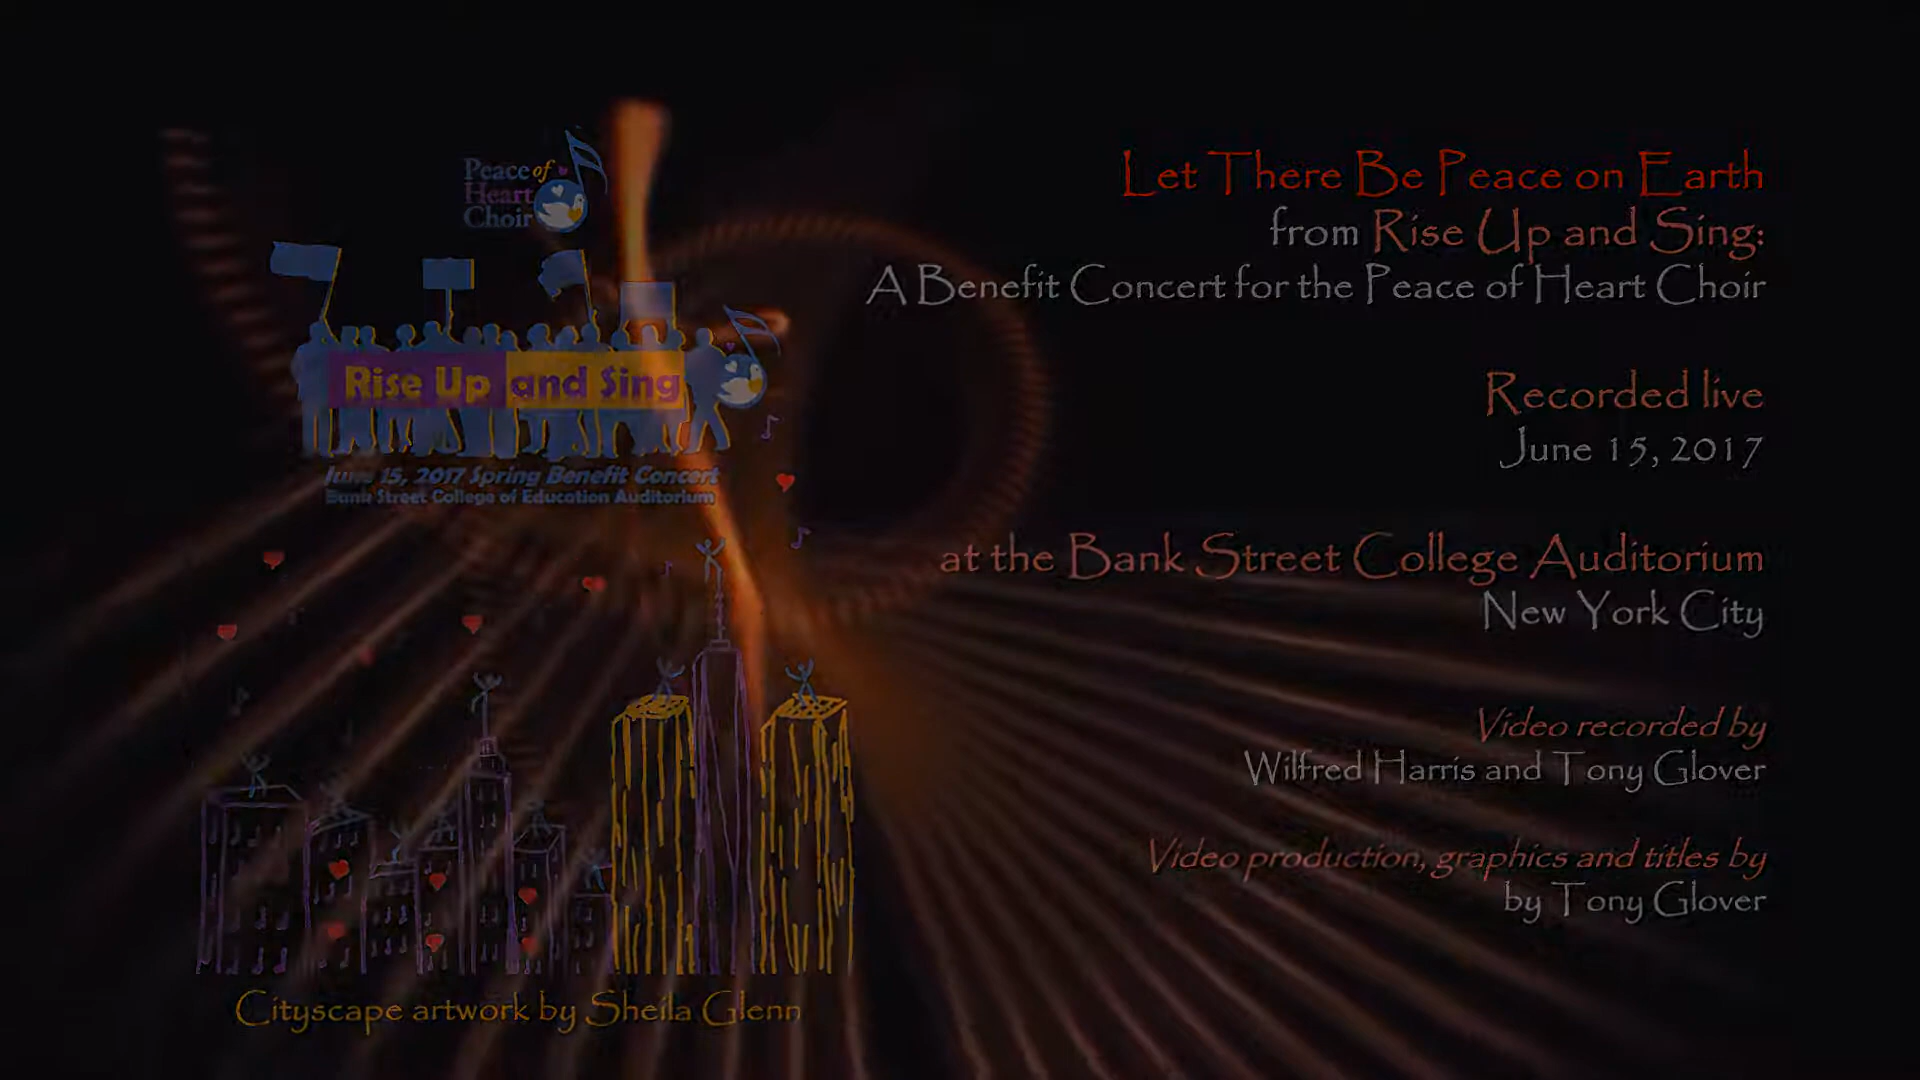 Peace of
Heart
Choir
Rise Up and Sing
June 15, 2017 Spring Benefit Concert
Bank Street College of Education Auditorium
Cityscape artwork by Sheila Glenn
Let There Be Peace on Earth
from Rise Up and Sing:
A Benefit Concert for the Peace of Heart Choir
Recorded live
June 15, 2017
at the Bank Street College Auditorium
New York City
Video recorded by
Wilfred Harris and Tony Glover
Video production, graphics and titles by
by Tony Glover